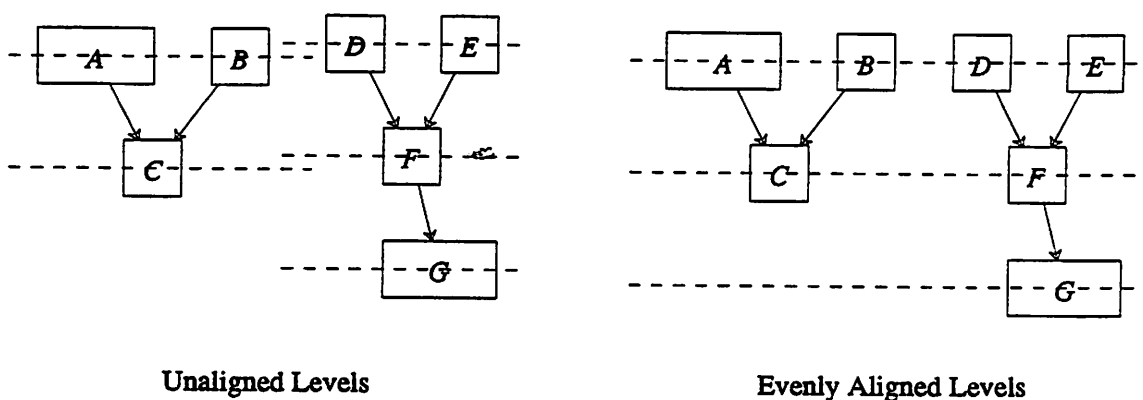 A B D E A B D E
C F C F
G G
Unaligned Levels Evenly Aligned Levels